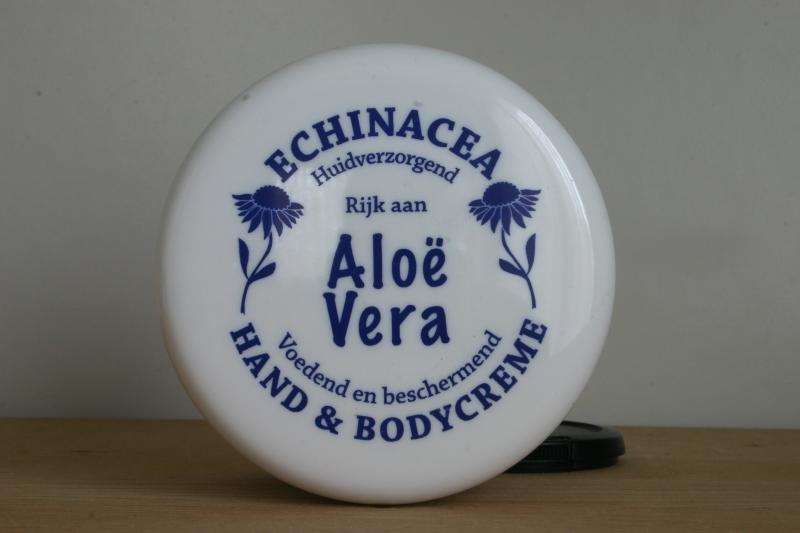 ECHINACEA
Huidverzorgend
Rijk aan
Aloë
Vera
Voedend en beschermend
HAND & BODYCREME